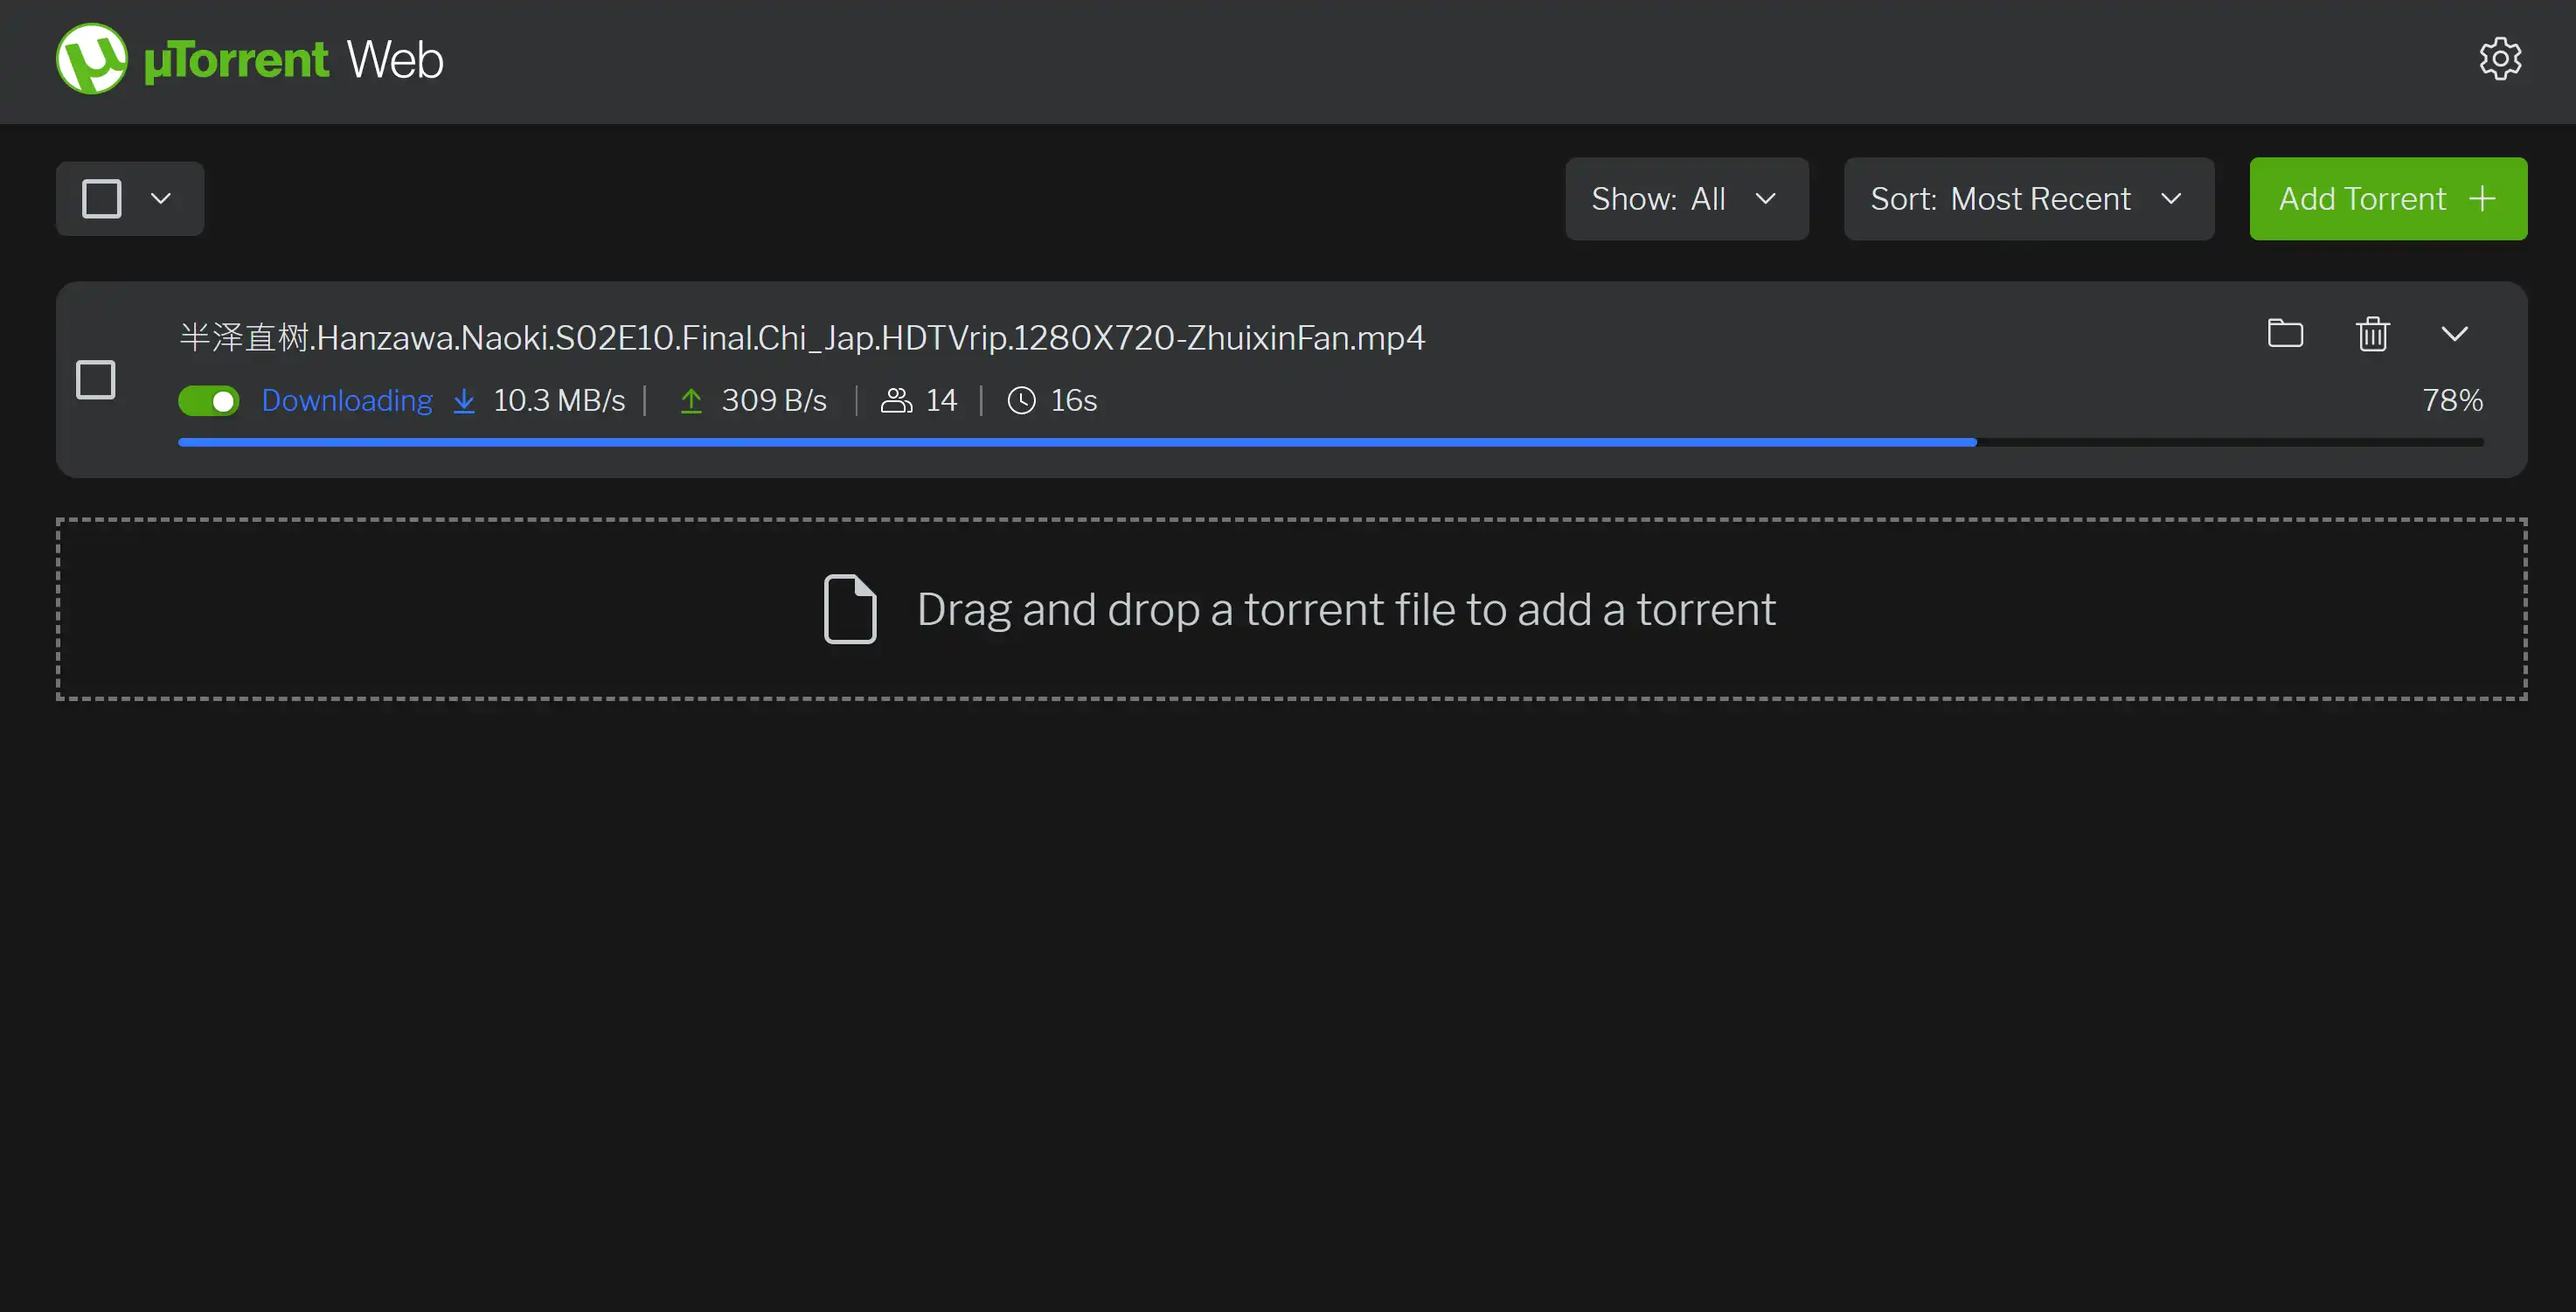 µTorrent Web
Show: All
Sort: Most Recent
Add Torrent
半泽直树.Hanzawa.Naoki.S02E10.Final.Chi_Jap.HDTVrip.1280X720-ZhuixinFan.mp4
Downloading 10.3 MB/s | 309 B/s | 14 | 16s 78%
Drag and drop a torrent file to add a torrent